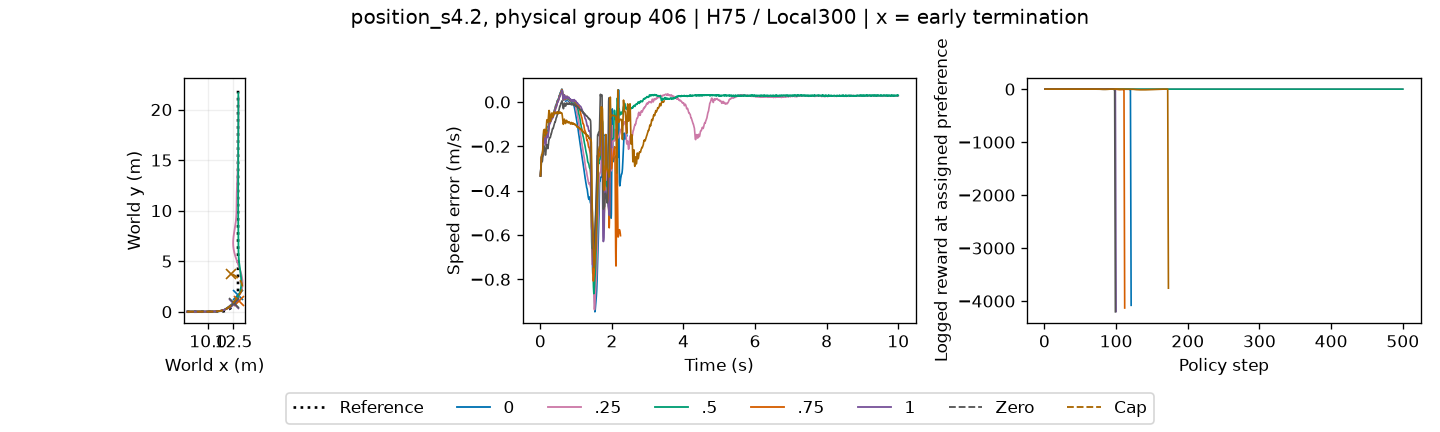 position_s4.2, physical group 406 | H75 / Local300 | x = early termination
World y (m)
20
15
10
5
0
10.0
12.5
World x (m)
Speed error (m/s)
0.0
−0.2
−0.4
−0.6
−0.8
0 2 4 6 8 10
Time (s)
Logged reward at assigned preference
0
−1000
−2000
−3000
−4000
0 100 200 300 400 500
Policy step
Reference 0 .25 .5 .75 1 Zero Cap